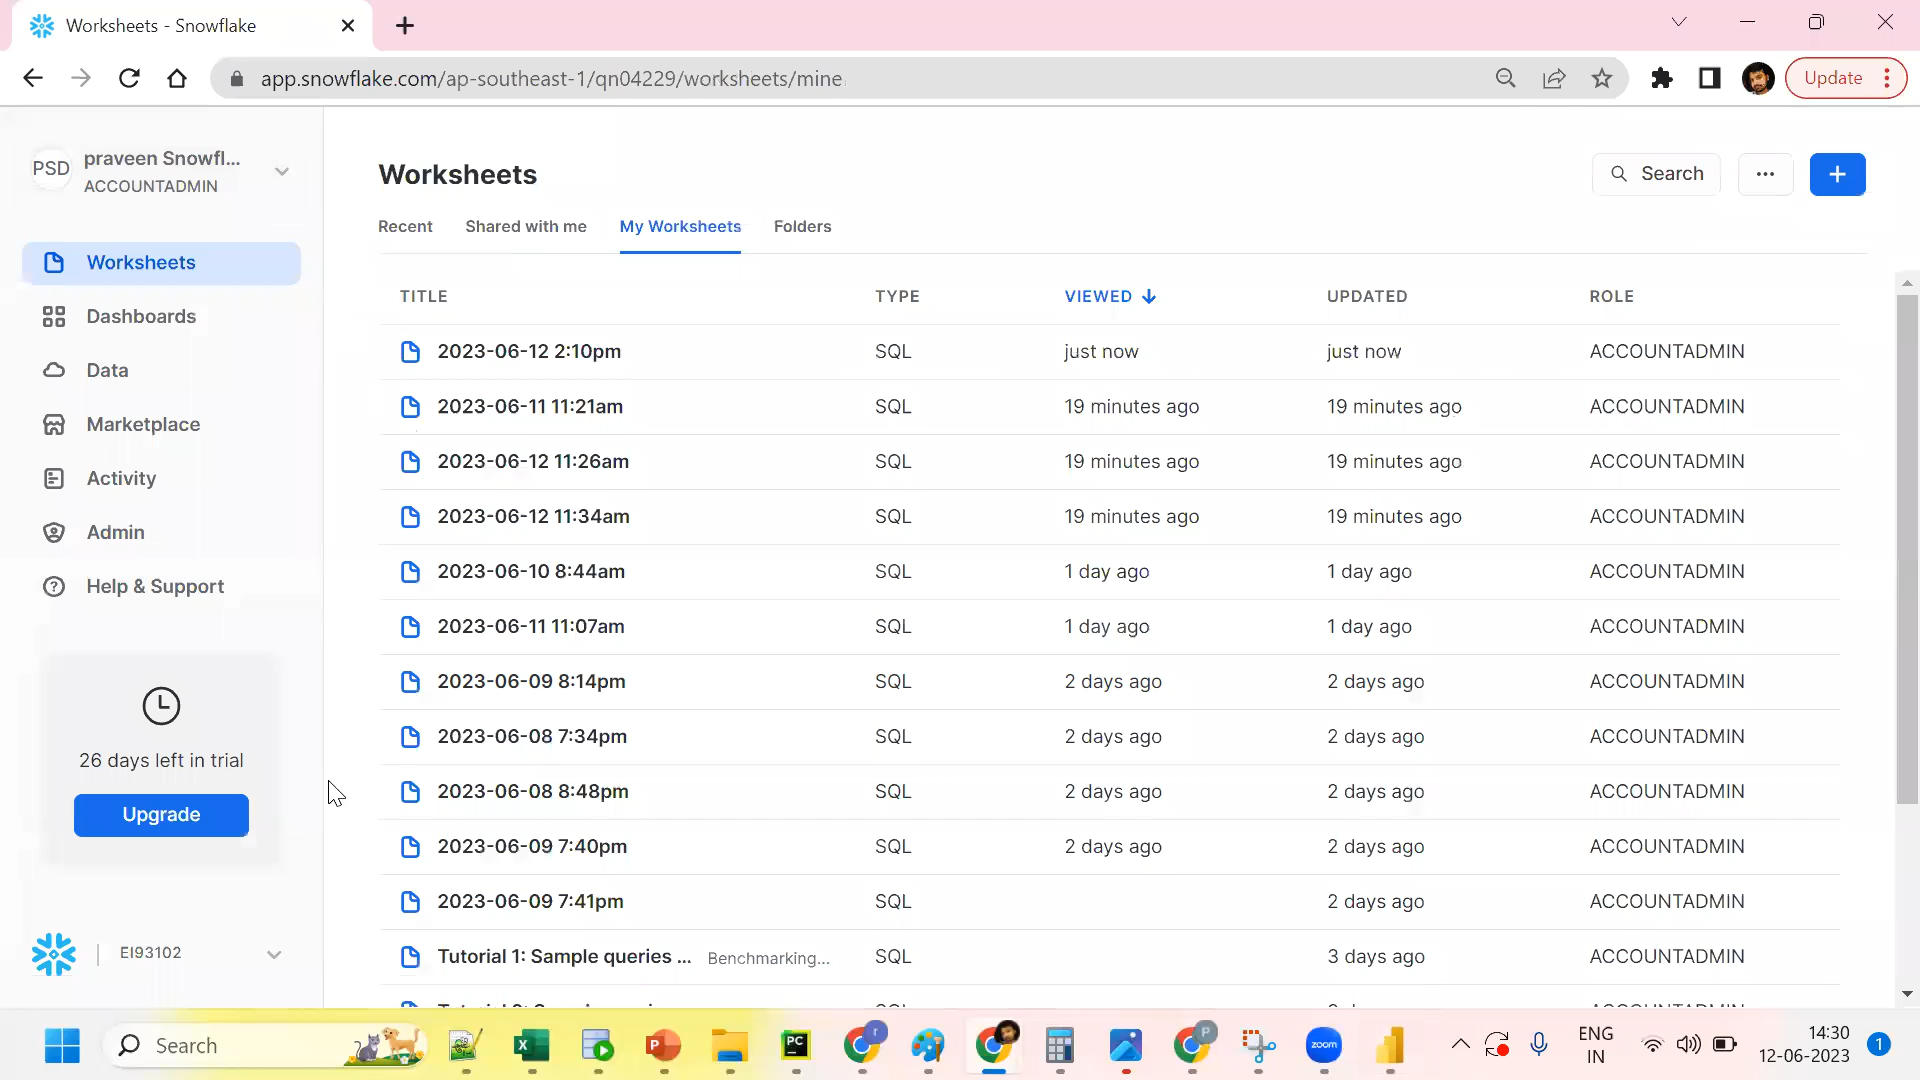 Worksheets - Snowflake
app.snowflake.com/ap-southeast-1/qn04229/worksheets/mine
Update
PSD
praveen Snowfl...
ACCOUNTADMIN
Worksheets
Dashboards
Data
Marketplace
Activity
Admin
Help & Support
26 days left in trial
Upgrade
EI93102
Worksheets
Search
Recent Shared with me My Worksheets Folders
TITLE TYPE VIEWED UPDATED ROLE
2023-06-12 2:10pm SQL just now just now ACCOUNTADMIN
2023-06-11 11:21am SQL 19 minutes ago 19 minutes ago ACCOUNTADMIN
2023-06-12 11:26am SQL 19 minutes ago 19 minutes ago ACCOUNTADMIN
2023-06-12 11:34am SQL 19 minutes ago 19 minutes ago ACCOUNTADMIN
2023-06-10 8:44am SQL 1 day ago 1 day ago ACCOUNTADMIN
2023-06-11 11:07am SQL 1 day ago 1 day ago ACCOUNTADMIN
2023-06-09 8:14pm SQL 2 days ago 2 days ago ACCOUNTADMIN
2023-06-08 7:34pm SQL 2 days ago 2 days ago ACCOUNTADMIN
2023-06-08 8:48pm SQL 2 days ago 2 days ago ACCOUNTADMIN
2023-06-09 7:40pm SQL 2 days ago 2 days ago ACCOUNTADMIN
2023-06-09 7:41pm SQL 2 days ago ACCOUNTADMIN
Tutorial 1: Sample queries ... Benchmarking... SQL 3 days ago ACCOUNTADMIN
Search
PC
zoom
ENG
IN
14:30
12-06-2023
1